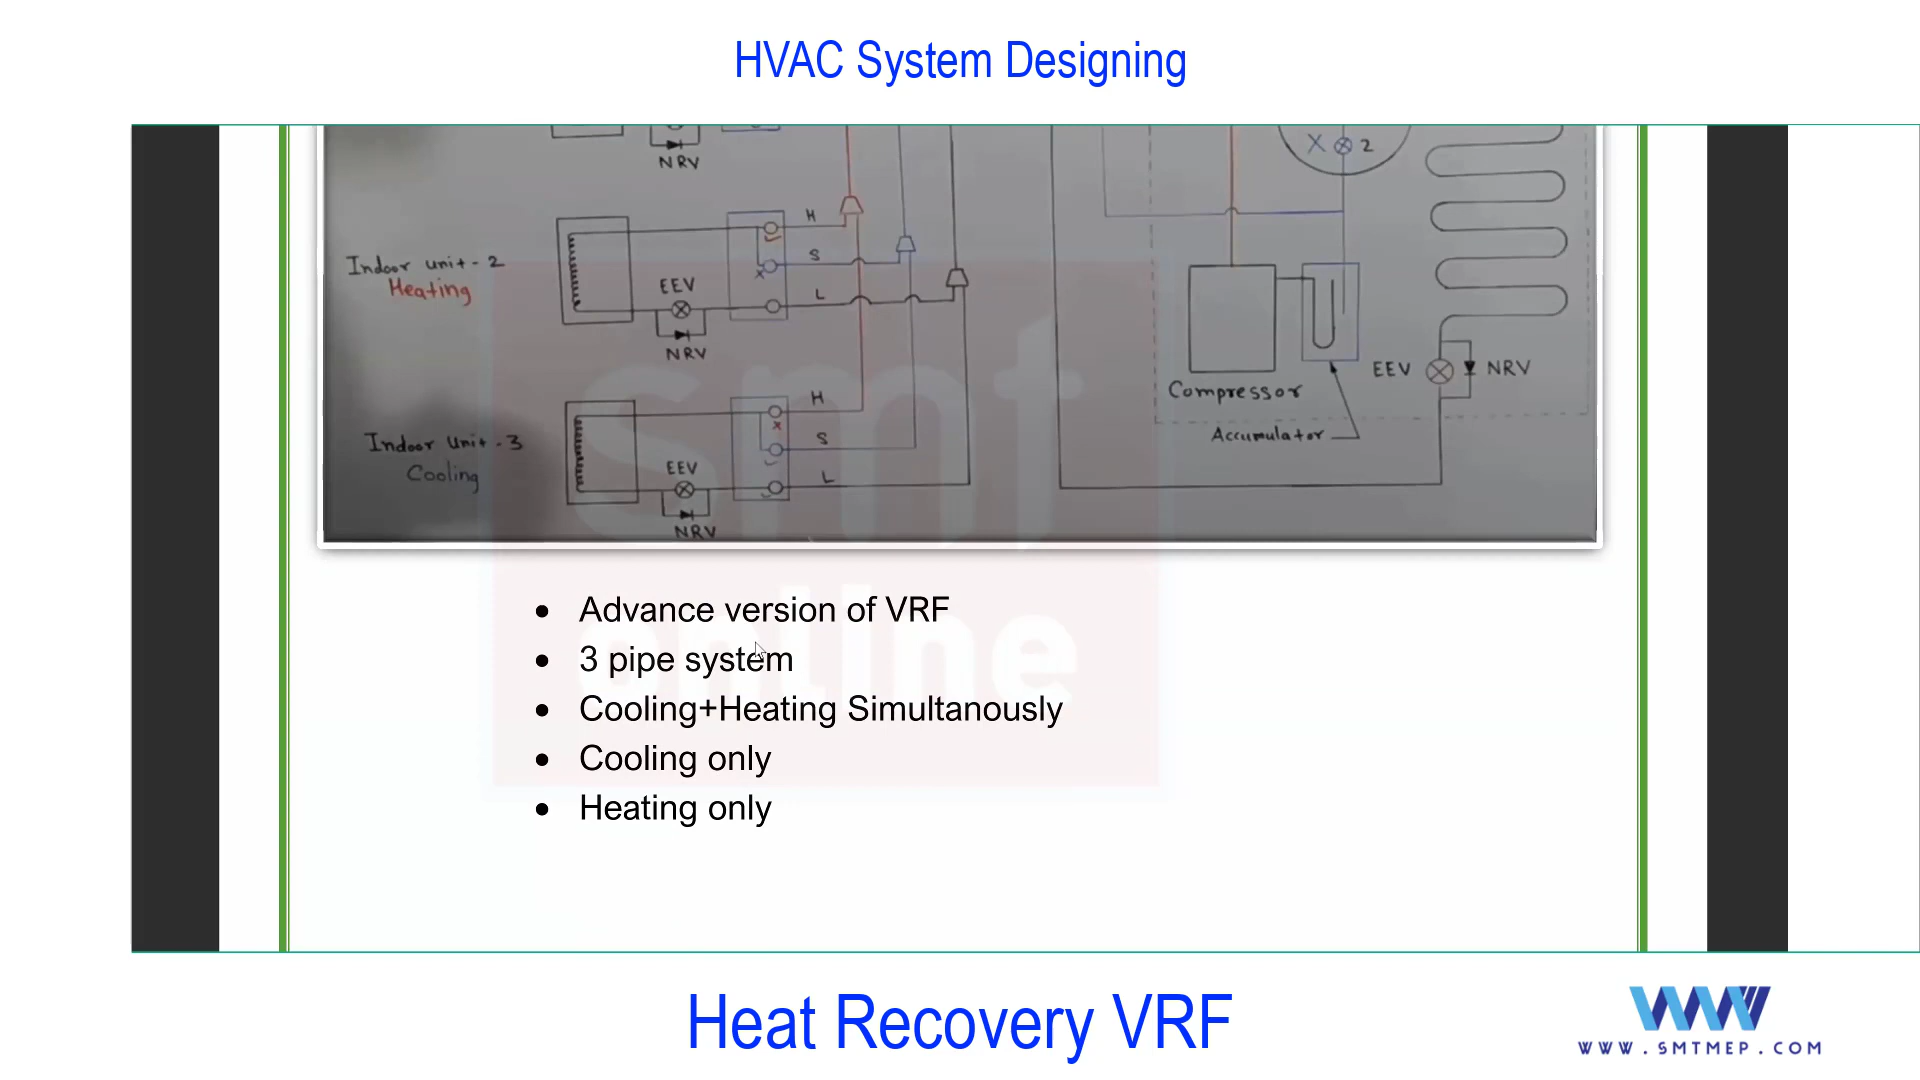 HVAC System Designing
NRV
X 2
H
S
L
Indoor unit - 2
Heating
EEV
NRV
x
Compressor
Accumulator
EEV
NRV
H
x
S
L
Indoor Unit - 3
Cooling
EEV
NRV
smt
online
• Advance version of VRF
• 3 pipe system
• Cooling+Heating Simultanously
• Cooling only
• Heating only
Heat Recovery VRF
WWW.SMTMEP.COM